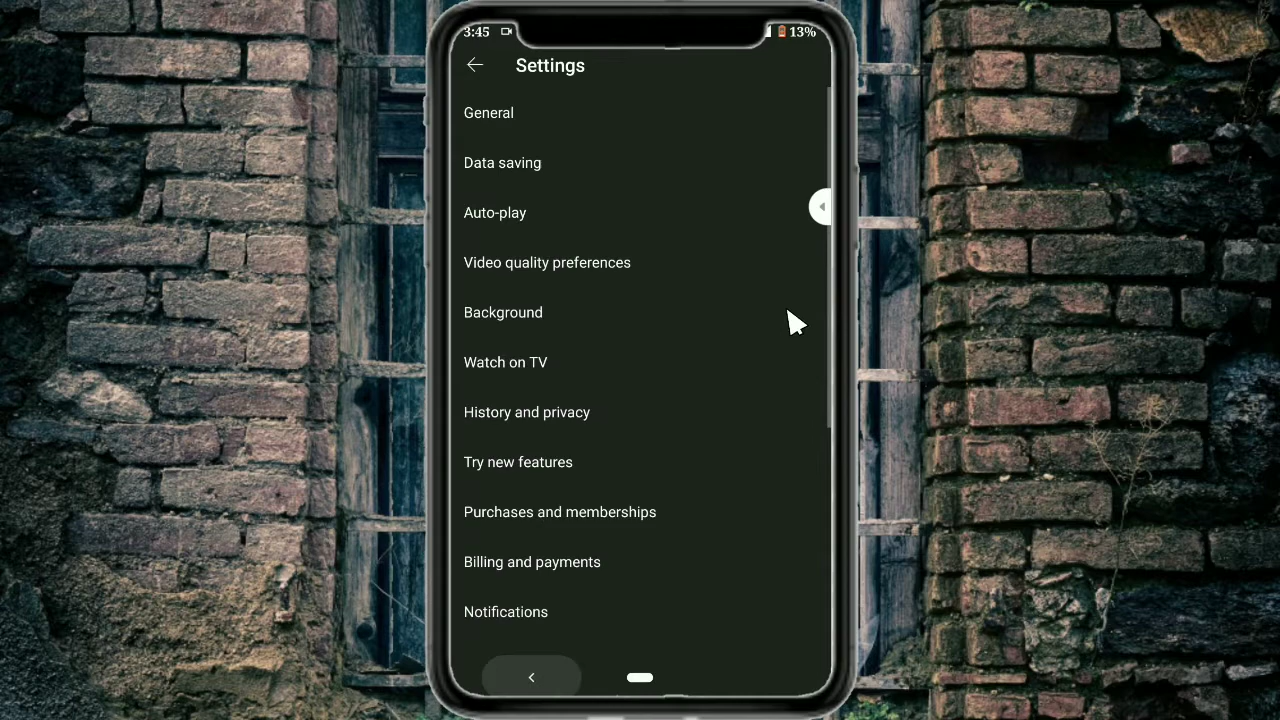 3:45 13%
Settings
General
Data saving
Auto-play
Video quality preferences
Background
Watch on TV
History and privacy
Try new features
Purchases and memberships
Billing and payments
Notifications